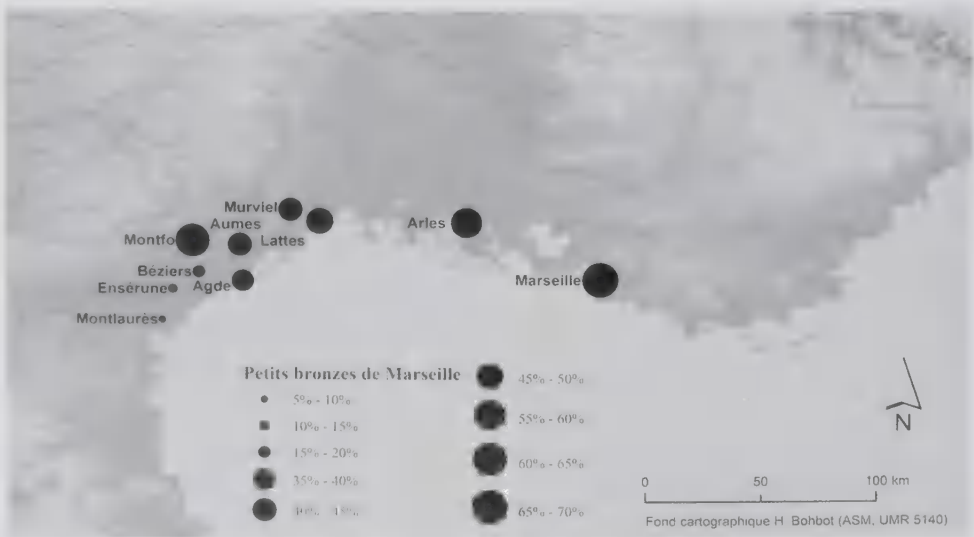 Murviel
Aumes
Montfo
Lattes
Arles
Béziers
Ensérune
Agde
Marseille
Montlaurès
Petits bronzes de Marseille
5% - 10%
10% - 15%
15% - 20%
35% - 40%
45% - 50%
55% - 60%
60% - 65%
65% - 70%
N
0 50 100 km
Fond cartographique H Bohbot (ASM, UMR 5140)